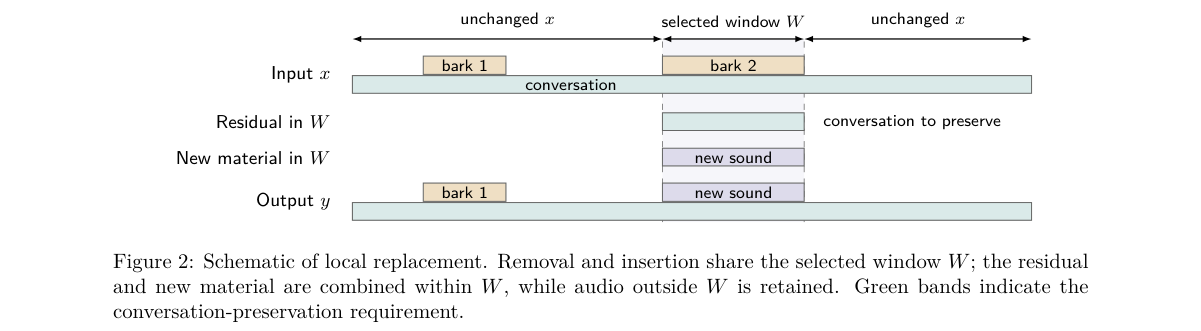 unchanged x selected window W unchanged x
Input x bark 1 bark 2
conversation
Residual in W conversation to preserve
New material in W new sound
Output y bark 1 new sound
Figure 2: Schematic of local replacement. Removal and insertion share the selected window W; the residual
and new material are combined within W, while audio outside W is retained. Green bands indicate the
conversation-preservation requirement.